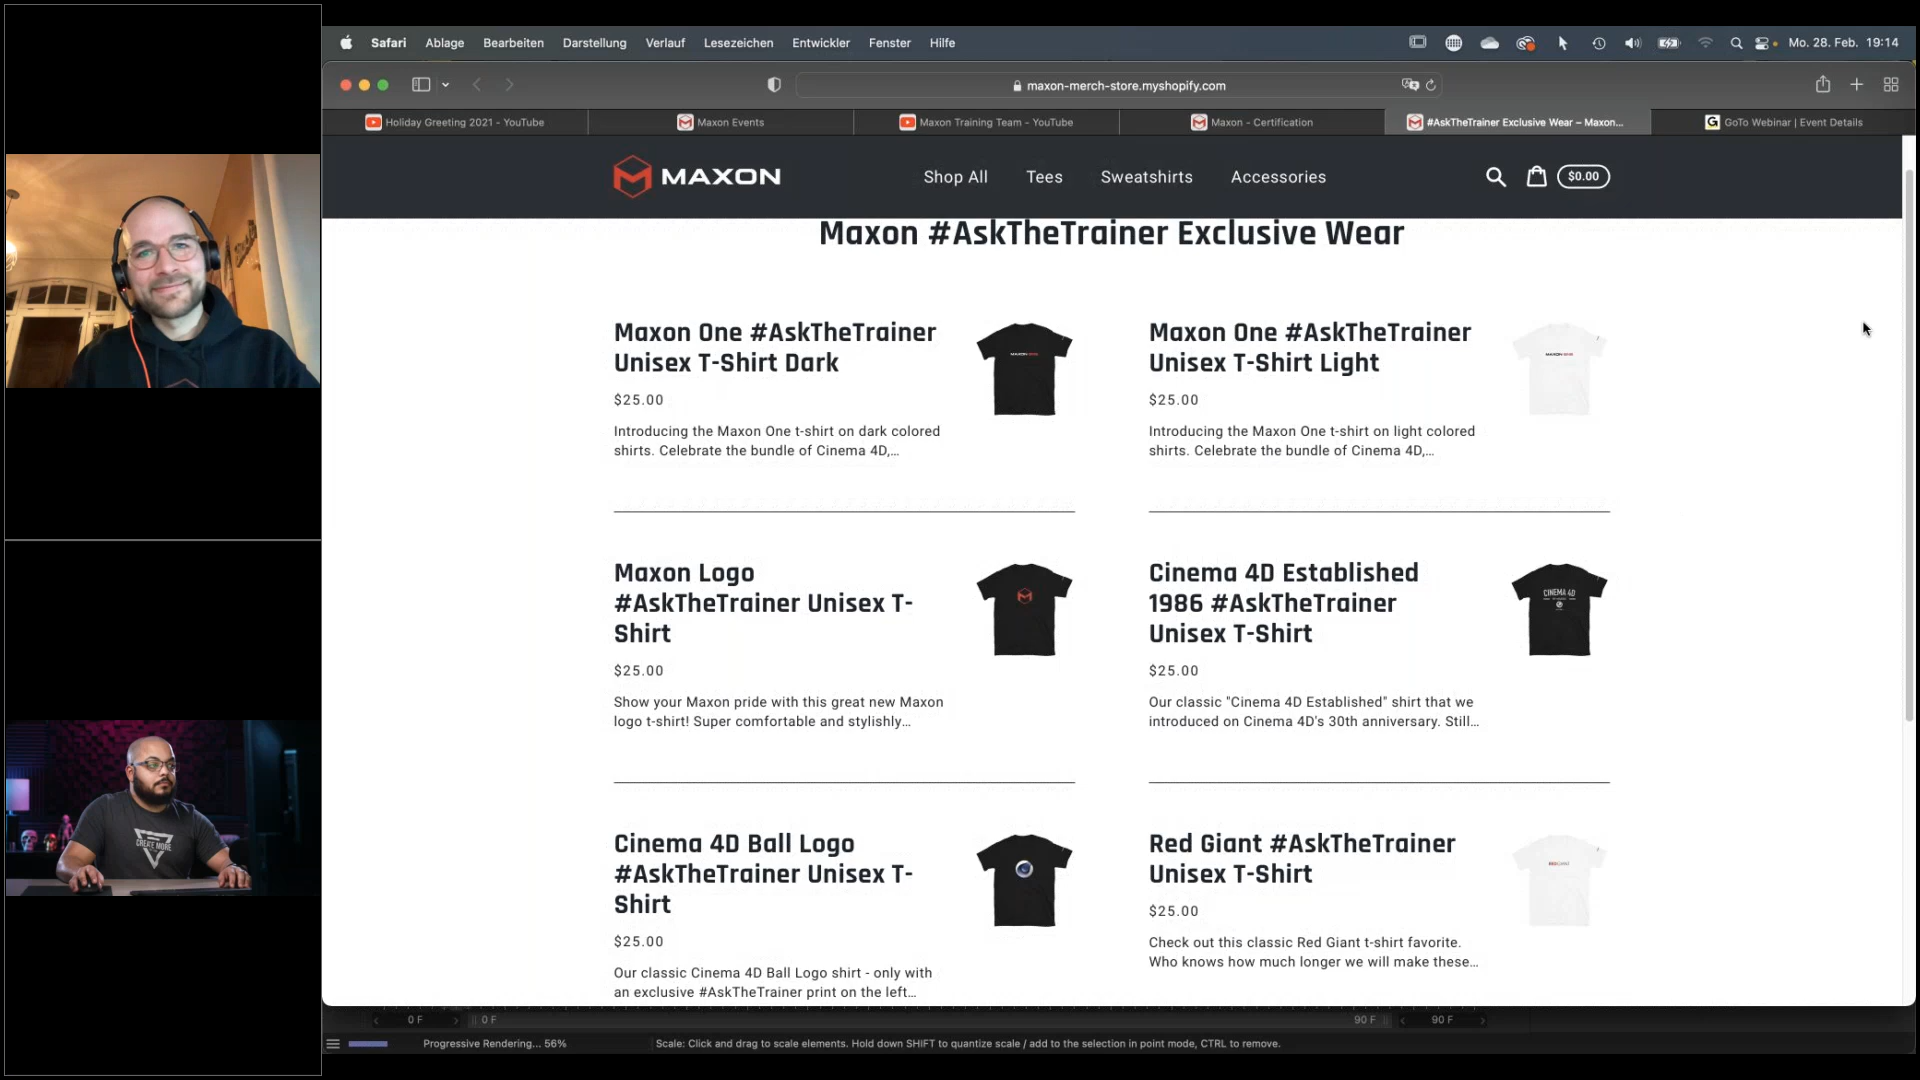 Safari Ablage Bearbeiten Darstellung Verlauf Lesezeichen Entwickler Fenster Hilfe Mo. 28. Feb. 19:14
maxon-merch-store.myshopify.com
Holiday Greeting 2021 - YouTube Maxon Events Maxon Training Team - YouTube Maxon - Certification #AskTheTrainer Exclusive Wear – Maxon... GoTo Webinar | Event Details
MAXON Shop All Tees Sweatshirts Accessories $0.00
Maxon #AskTheTrainer Exclusive Wear
Maxon One #AskTheTrainer
Unisex T-Shirt Dark
$25.00
Introducing the Maxon One t-shirt on dark colored
shirts. Celebrate the bundle of Cinema 4D,...
MAXON ONE
Maxon One #AskTheTrainer
Unisex T-Shirt Light
$25.00
Introducing the Maxon One t-shirt on light colored
shirts. Celebrate the bundle of Cinema 4D,...
MAXON ONE
Maxon Logo
#AskTheTrainer Unisex T-
Shirt
$25.00
Show your Maxon pride with this great new Maxon
logo t-shirt! Super comfortable and stylishly...
Cinema 4D Established
1986 #AskTheTrainer
Unisex T-Shirt
$25.00
Our classic "Cinema 4D Established" shirt that we
introduced on Cinema 4D's 30th anniversary. Still...
CINEMA 4D
Cinema 4D Ball Logo
#AskTheTrainer Unisex T-
Shirt
$25.00
Our classic Cinema 4D Ball Logo shirt - only with
an exclusive #AskTheTrainer print on the left...
Red Giant #AskTheTrainer
Unisex T-Shirt
$25.00
Check out this classic Red Giant t-shirt favorite.
Who knows how much longer we will make these...
CREATE MORE
0 F 0 F 90 F 90 F
Progressive Rendering... 56% Scale: Click and drag to scale elements. Hold down SHIFT to quantize scale / add to the selection in point mode, CTRL to remove.